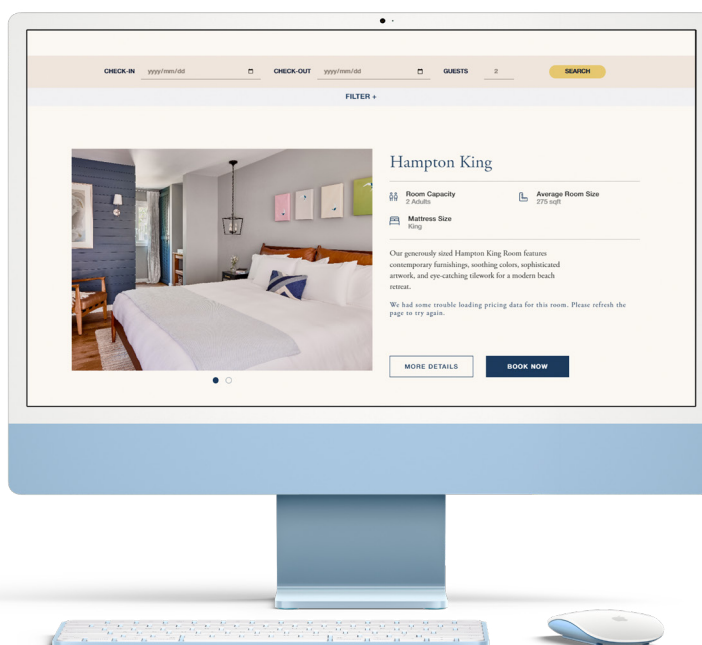 CHECK-IN yyyy/mm/dd CHECK-OUT yyyy/mm/dd GUESTS 2 SEARCH
FILTER +
Hampton King
Room Capacity
2 Adults
Average Room Size
275 sqft
Mattress Size
King
Our generously sized Hampton King Room features
contemporary furnishings, soothing colors, sophisticated
artwork, and eye-catching tilework for a modern beach
retreat.
We had some trouble loading pricing data for this room. Please refresh the
page to try again.
MORE DETAILS BOOK NOW